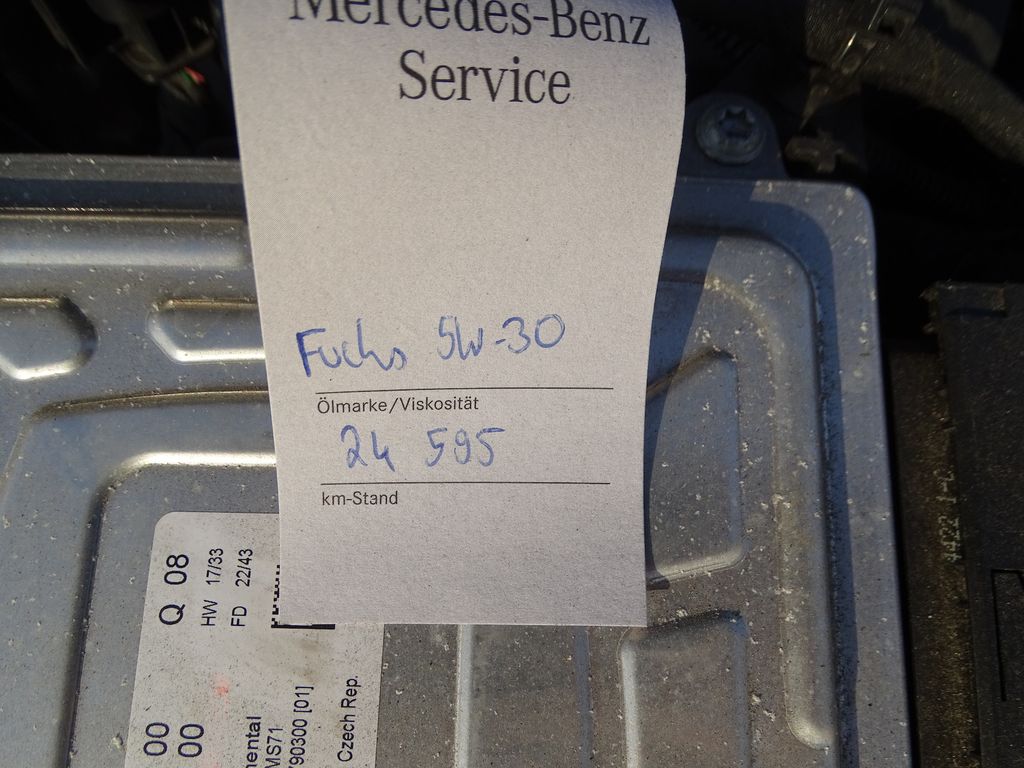 Mercedes-Benz
Service
Fuchs 5W-30
Ölmarke/Viskosität
24 595
km-Stand
Q 08
HW 17/33
FD 22/43
00
00
[01]
Czech Rep.